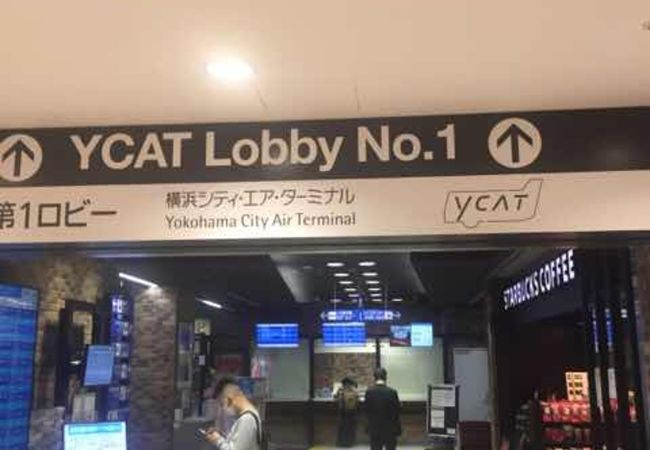 YCAT Lobby No.1
第1ロビー
横浜シティ・エア・ターミナル
Yokohama City Air Terminal
YCAT
STARBUCKS COFFEE